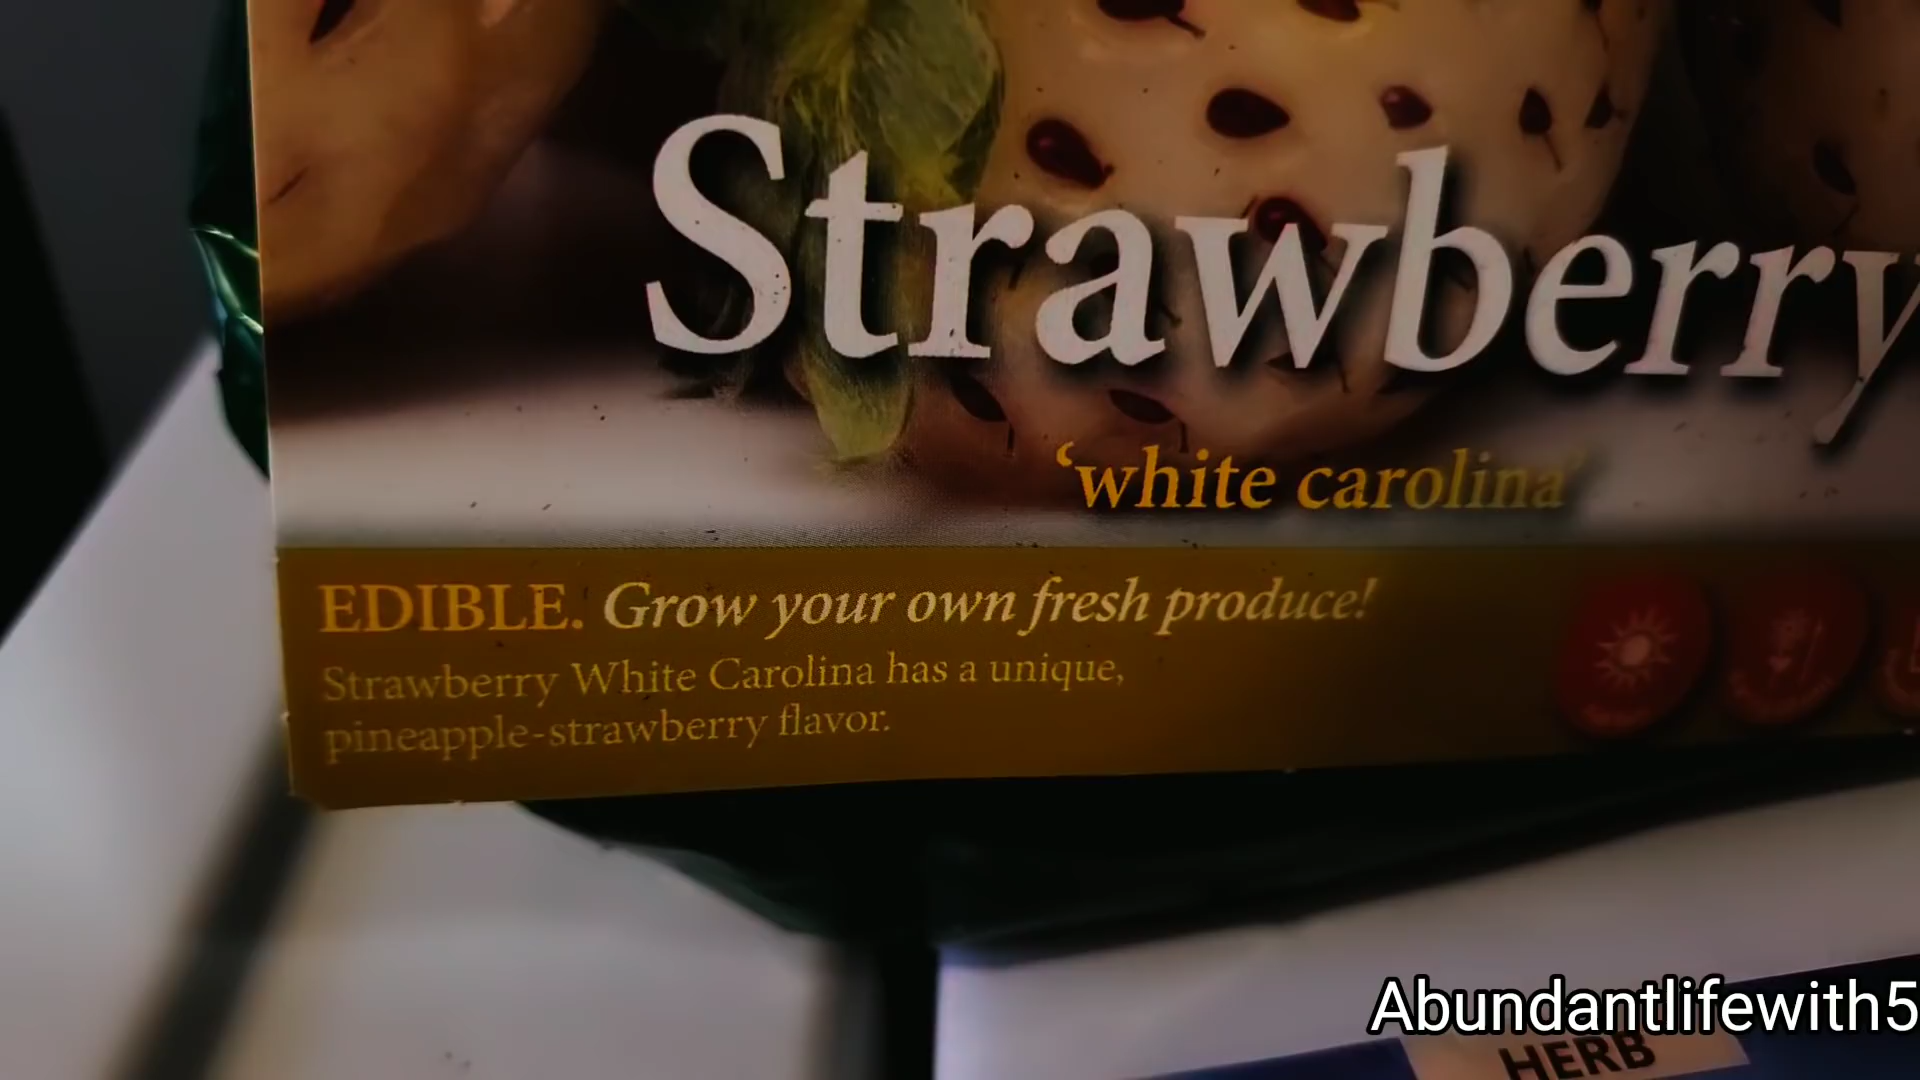 Strawberry
‘white carolina’
EDIBLE. Grow your own fresh produce!
Strawberry White Carolina has a unique,
pineapple-strawberry flavor.
Abundantlifewith5
HERB